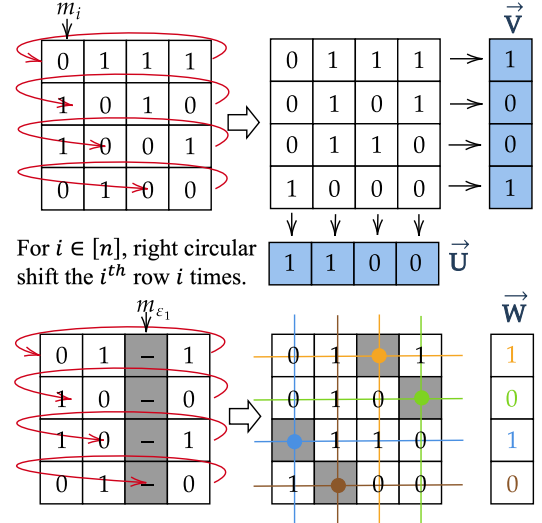 m_i V
0 1 1 1 0 1 1 1 1
1 0 1 0 0 1 0 1 0
1 0 0 1 0 1 1 0 0
0 1 0 0 1 0 0 0 1
For i ∈ [n], right circular
shift the i^th row i times.
1 1 0 0 U
m_ε₁ W
0 1 – 1 0 1 1 1
1 0 – 0 0 1 0 0
1 0 – 1 1 1 0 1
0 1 – 0 1 0 0 0